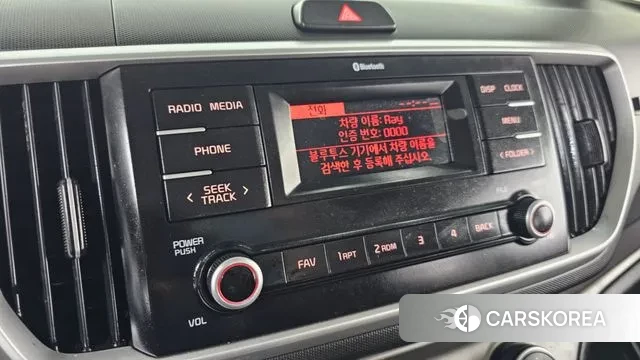 Bluetooth
RADIO MEDIA
PHONE
< SEEK TRACK >
POWER PUSH
VOL
전화
차량 이름: Ray
인증 번호: 0000
블루투스 기기에서 차량 이름을
검색한 후 등록해 주십시오.
DISP CLOCK
MENU
< FOLDER >
FAV 1 RPT 2 RDM 3 4 BACK
CARSKOREA